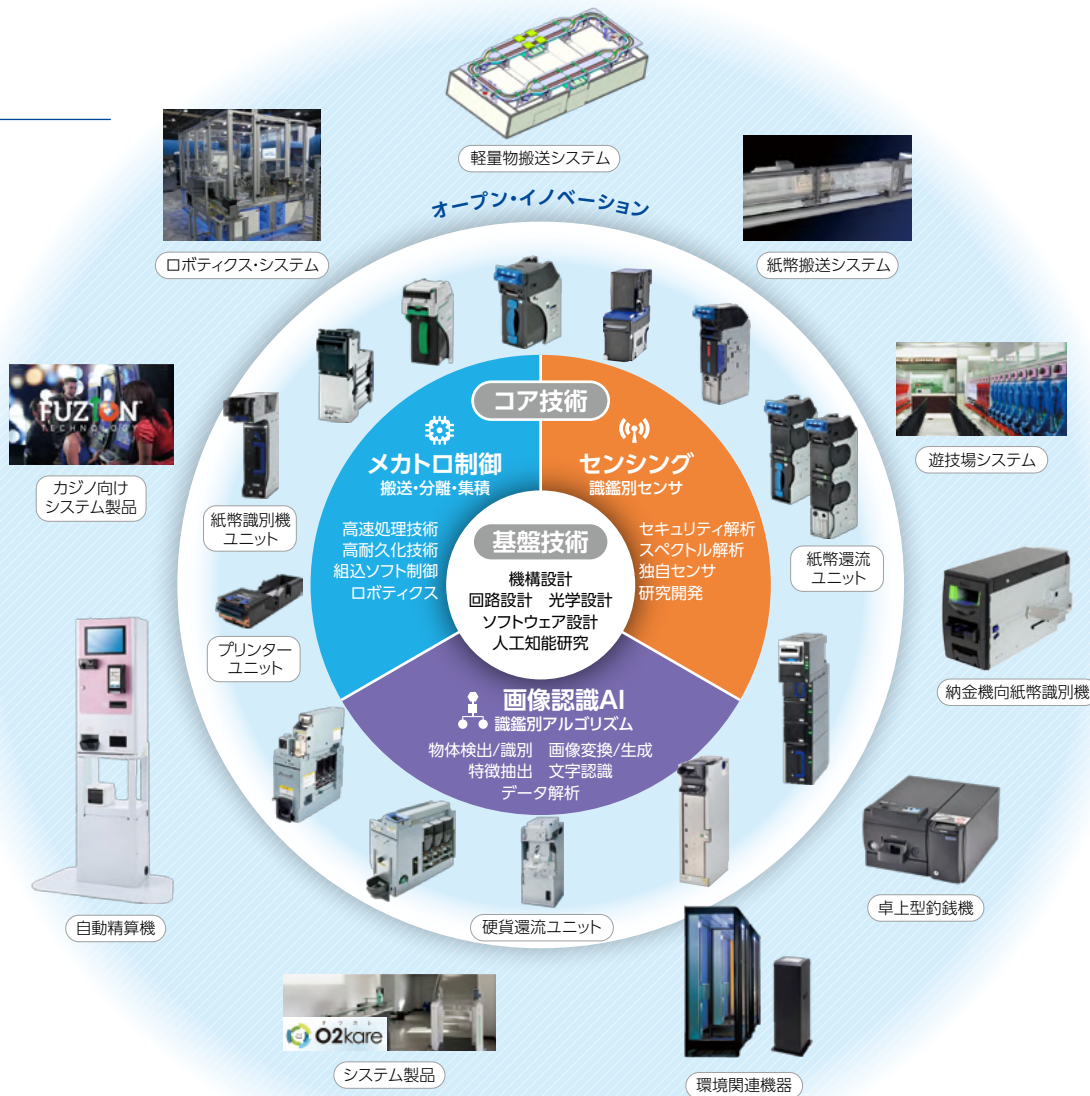 軽量物搬送システム
オープン・イノベーション
ロボティクス・システム
紙幣搬送システム
FUZION
TECHNOLOGY
カジノ向け
システム製品
遊技場システム
紙幣識別機
ユニット
紙幣還流
ユニット
プリンター
ユニット
コア技術
メカトロ制御
搬送・分離・集積
高速処理技術
高耐久化技術
組込ソフト制御
ロボティクス
センシング
識鑑別センサ
セキュリティ解析
スペクトル解析
独自センサ
研究開発
基盤技術
機構設計
回路設計 光学設計
ソフトウェア設計
人工知能研究
画像認識AI
識鑑別アルゴリズム
物体検出/識別 画像変換/生成
特徴抽出 文字認識
データ解析
納金機向紙幣識別機
自動精算機
硬貨還流ユニット
卓上型釣銭機
オツカレ
O2kare
システム製品
環境関連機器